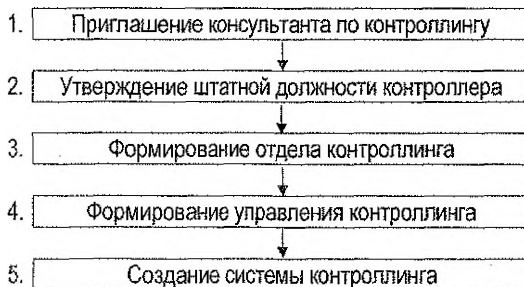 1. Приглашение консультанта по контроллингу
2. Утверждение штатной должности контроллера
3. Формирование отдела контроллинга
4. Формирование управления контроллинга
5. Создание системы контроллинга